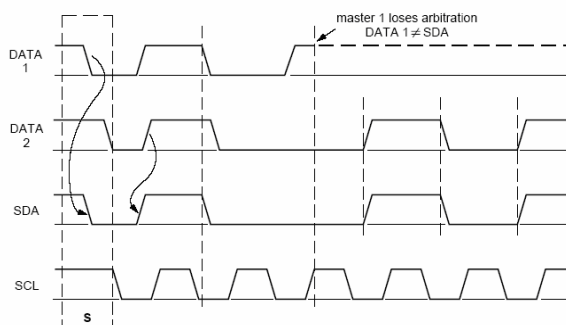 master 1 loses arbitration
DATA 1 ≠ SDA
DATA
1
DATA
2
SDA
SCL
S